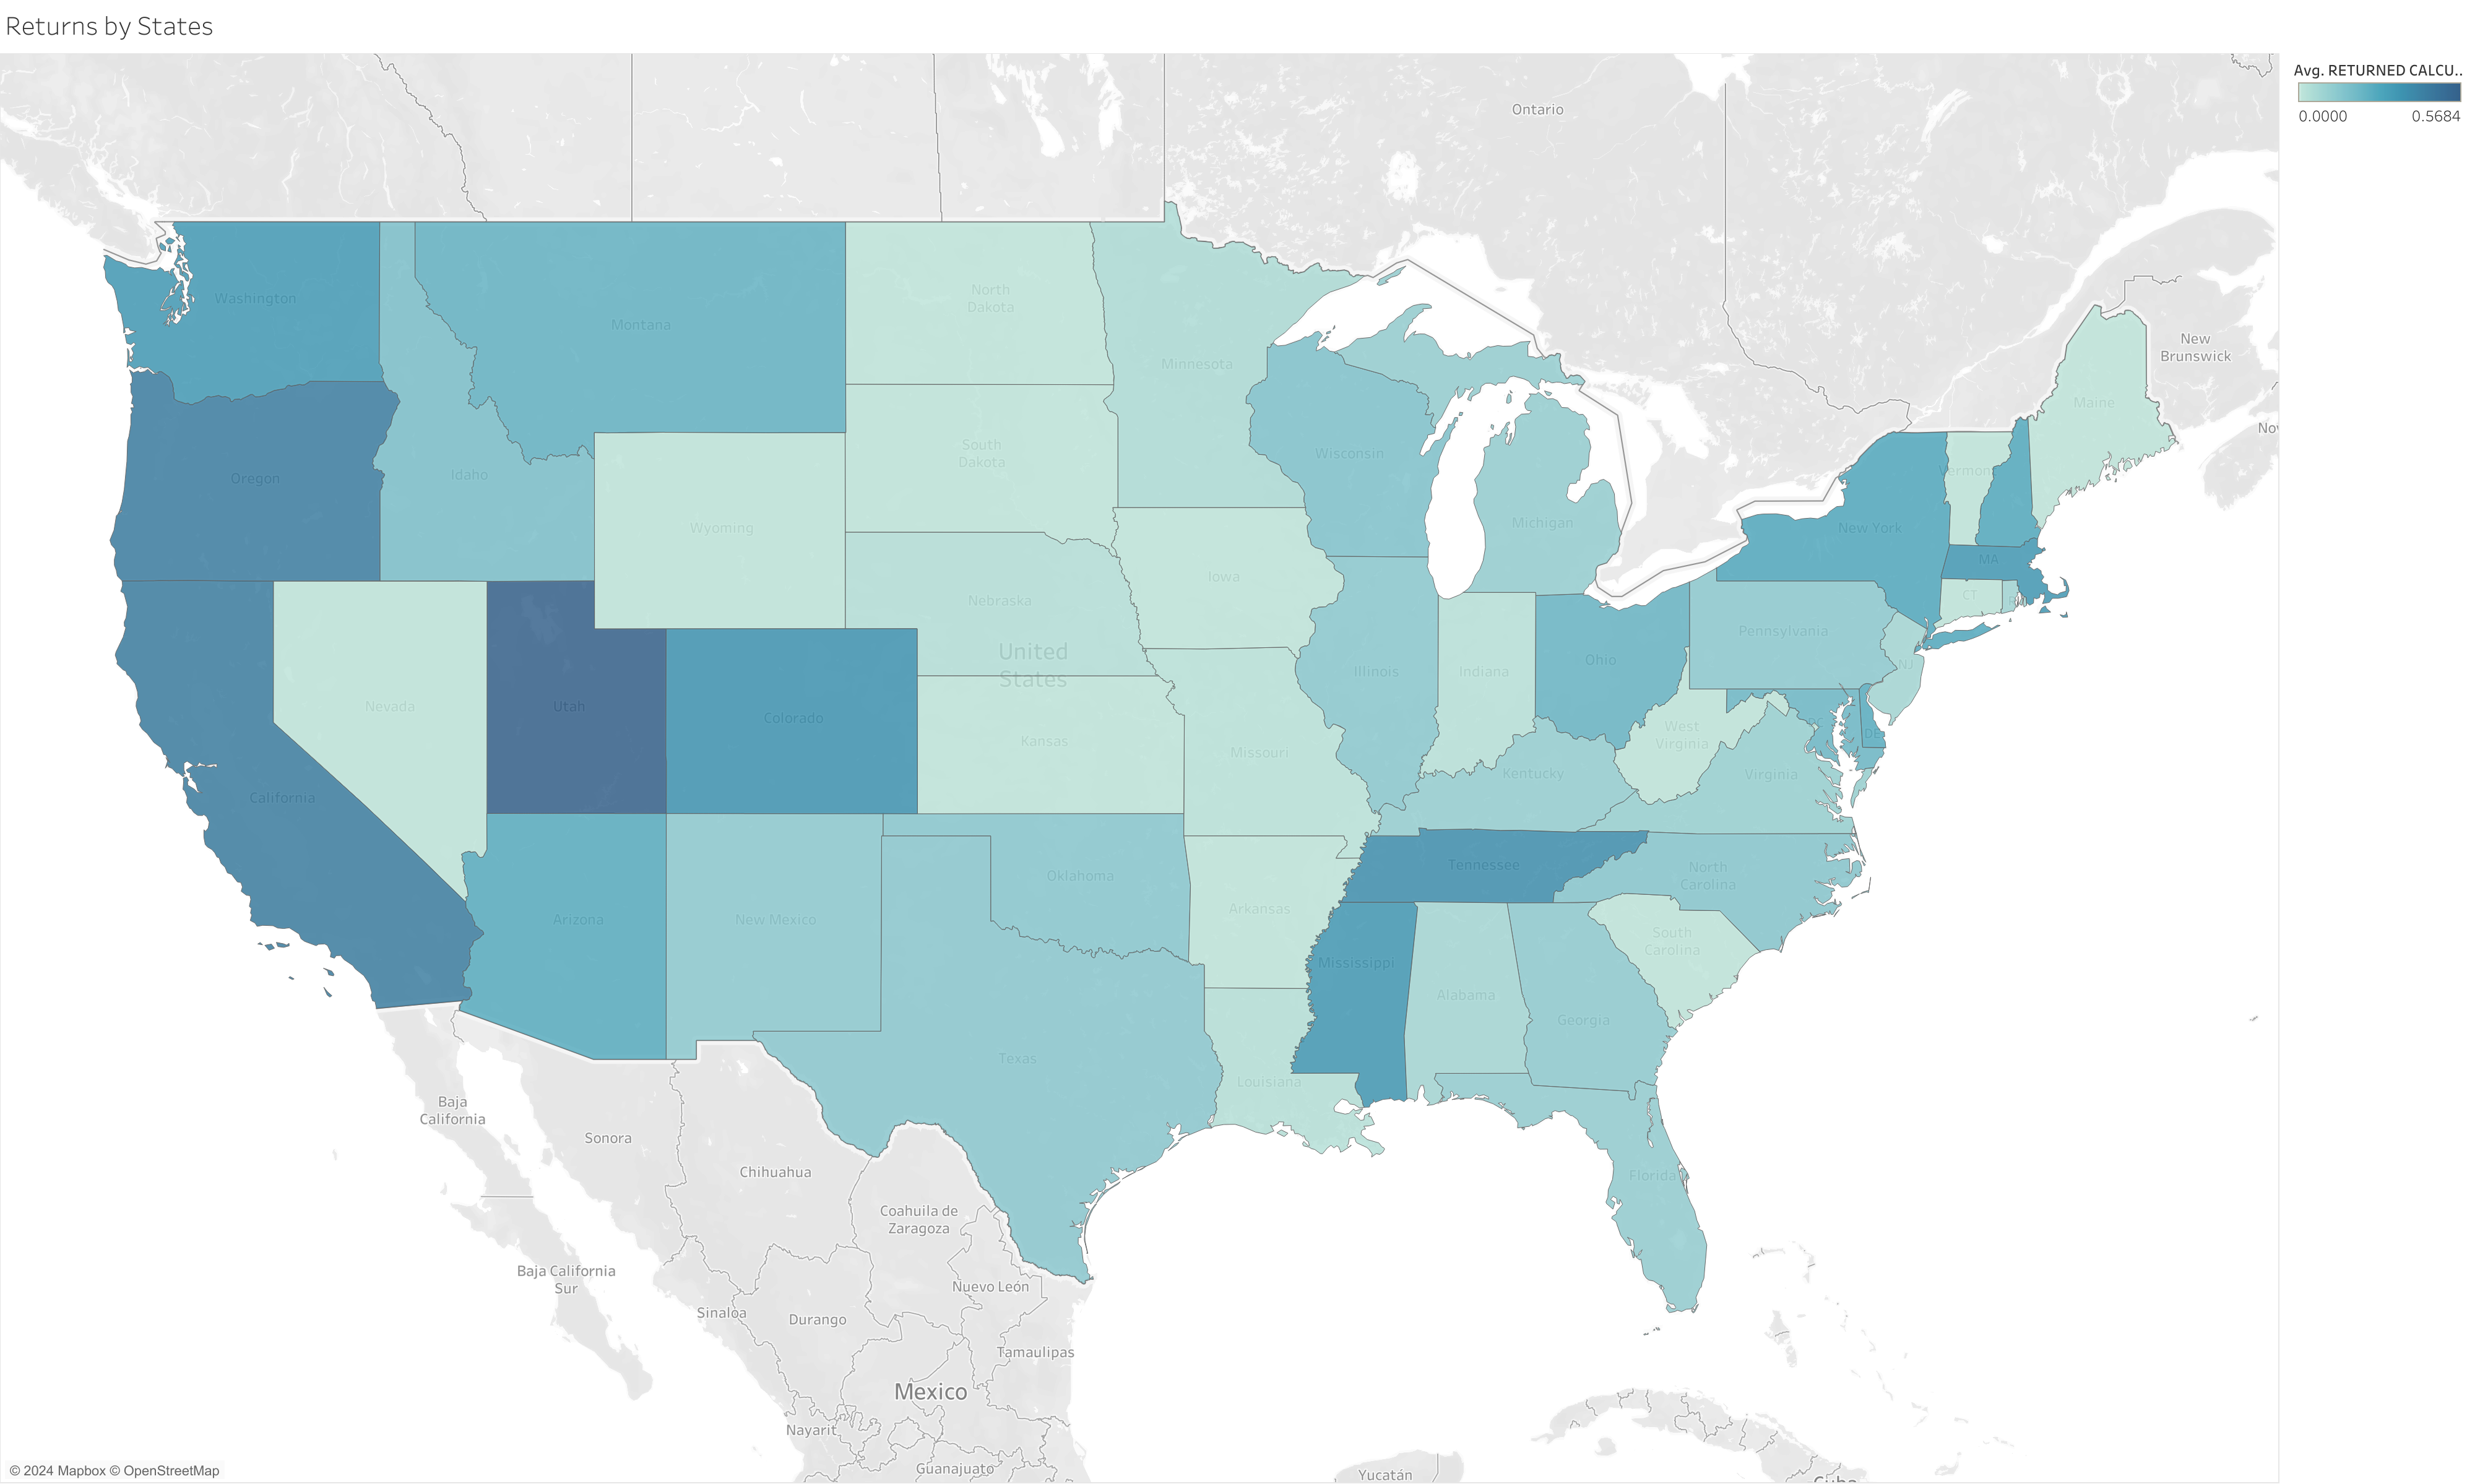 Returns by States
Avg. RETURNED CALCU..
0.0000
0.5684
Ontario
Washington
Montana
North
Dakota
Minnesota
New
Brunswick
Maine
Oregon
Idaho
South
Dakota
Wisconsin
Vermont
Wyoming
Michigan
New York
MA
Iowa
CT
Nebraska
Pennsylvania
United
States
Ohio
Illinois
Indiana
NJ
Nevada
Utah
Colorado
Kansas
Missouri
West
Virginia
DC
DE
California
Kentucky
Virginia
Tennessee
Oklahoma
North
Carolina
Arizona
New Mexico
Arkansas
South
Carolina
Mississippi
Alabama
Georgia
Texas
Louisiana
Florida
Baja
California
Sonora
Chihuahua
Coahuila de
Zaragoza
Baja California
Sur
Nuevo León
Sinaloa
Durango
Tamaulipas
Mexico
Nayarit
Guanajuato
Yucatán
Cuba
© 2024 Mapbox © OpenStreetMap